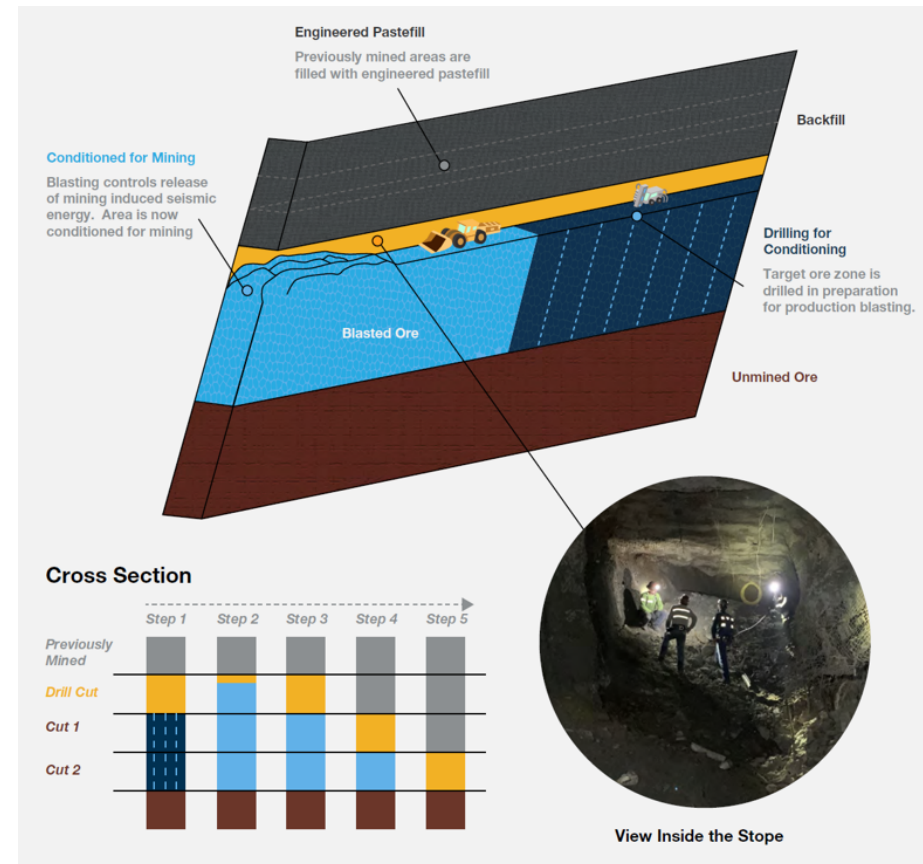 Engineered Pastefill
Previously mined areas are
filled with engineered pastefill
Backfill
Conditioned for Mining
Blasting controls release
of mining induced seismic
energy. Area is now
conditioned for mining
Drilling for
Conditioning
Target ore zone is
drilled in preparation
for production blasting.
Blasted Ore
Unmined Ore
Cross Section
Step 1 Step 2 Step 3 Step 4 Step 5
Previously
Mined
Drill Cut
Cut 1
Cut 2
View Inside the Stope